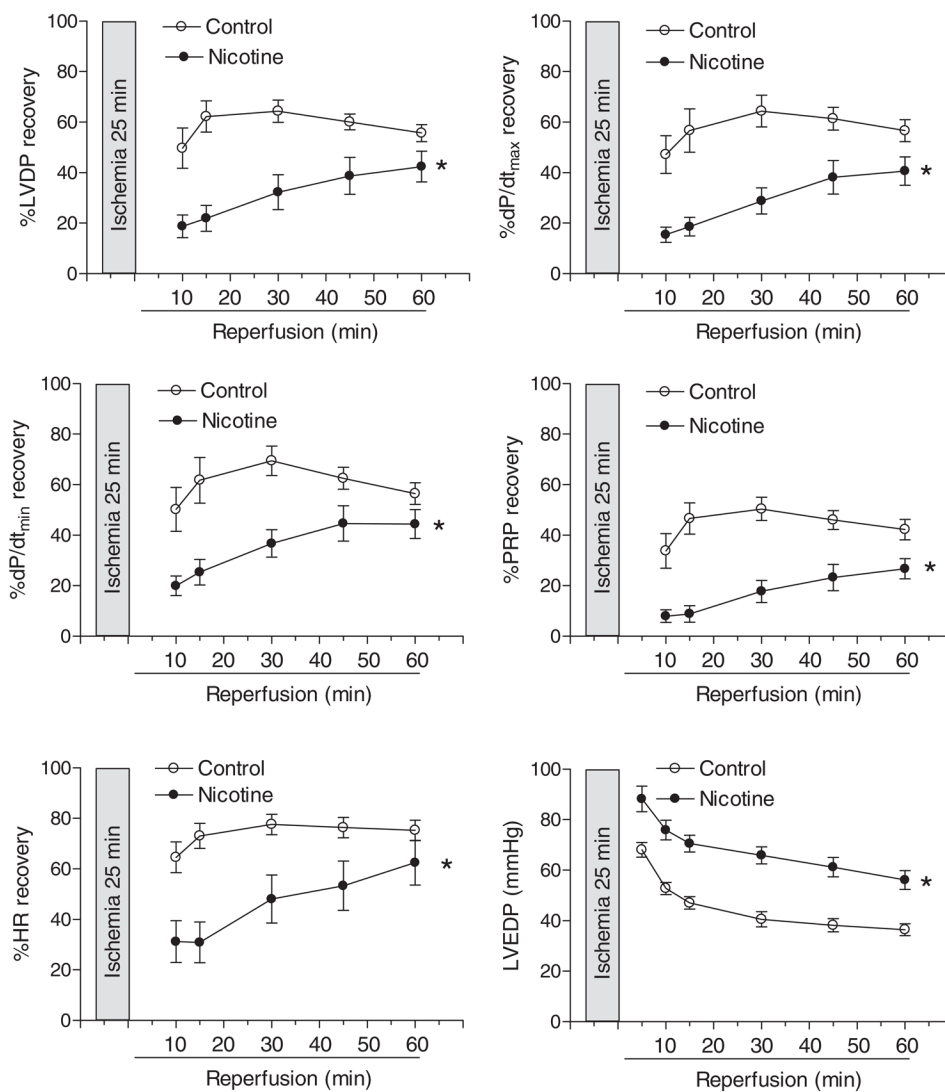 100
80
60
40
20
0
%LVDP recovery
Ischemia 25 min
Control
Nicotine
*
10 20 30 40 50 60
Reperfusion (min)
100
80
60
40
20
0
%dP/dtmax recovery
Ischemia 25 min
Control
Nicotine
*
10 20 30 40 50 60
Reperfusion (min)
100
80
60
40
20
0
%dP/dtmin recovery
Ischemia 25 min
Control
Nicotine
*
10 20 30 40 50 60
Reperfusion (min)
100
80
60
40
20
0
%PRP recovery
Ischemia 25 min
Control
Nicotine
*
10 20 30 40 50 60
Reperfusion (min)
100
80
60
40
20
0
%HR recovery
Ischemia 25 min
Control
Nicotine
*
10 20 30 40 50 60
Reperfusion (min)
100
80
60
40
20
0
LVEDP (mmHg)
Ischemia 25 min
Control
Nicotine
*
10 20 30 40 50 60
Reperfusion (min)